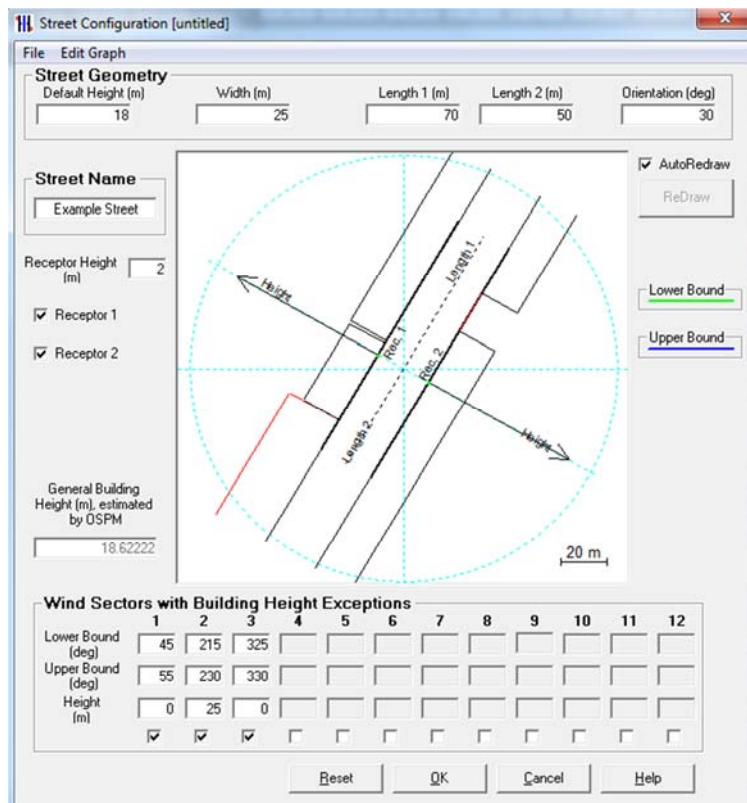 Street Configuration [untitled]
File Edit Graph
Street Geometry
Default Height (m) Width (m) Length 1 (m) Length 2 (m) Orientation (deg)
18 25 70 50 30
Street Name
Example Street
Receptor Height (m) 2
Receptor 1
Receptor 2
General Building Height (m), estimated by OSPM
18.62222
Height
Rec. 1
Length 1
Rec. 2
Length 2
Height
20 m
AutoRedraw
ReDraw
Lower Bound
Upper Bound
Wind Sectors with Building Height Exceptions
1 2 3 4 5 6 7 8 9 10 11 12
Lower Bound (deg) 45 215 325
Upper Bound (deg) 55 230 330
Height (m) 0 25 0
Reset OK Cancel Help